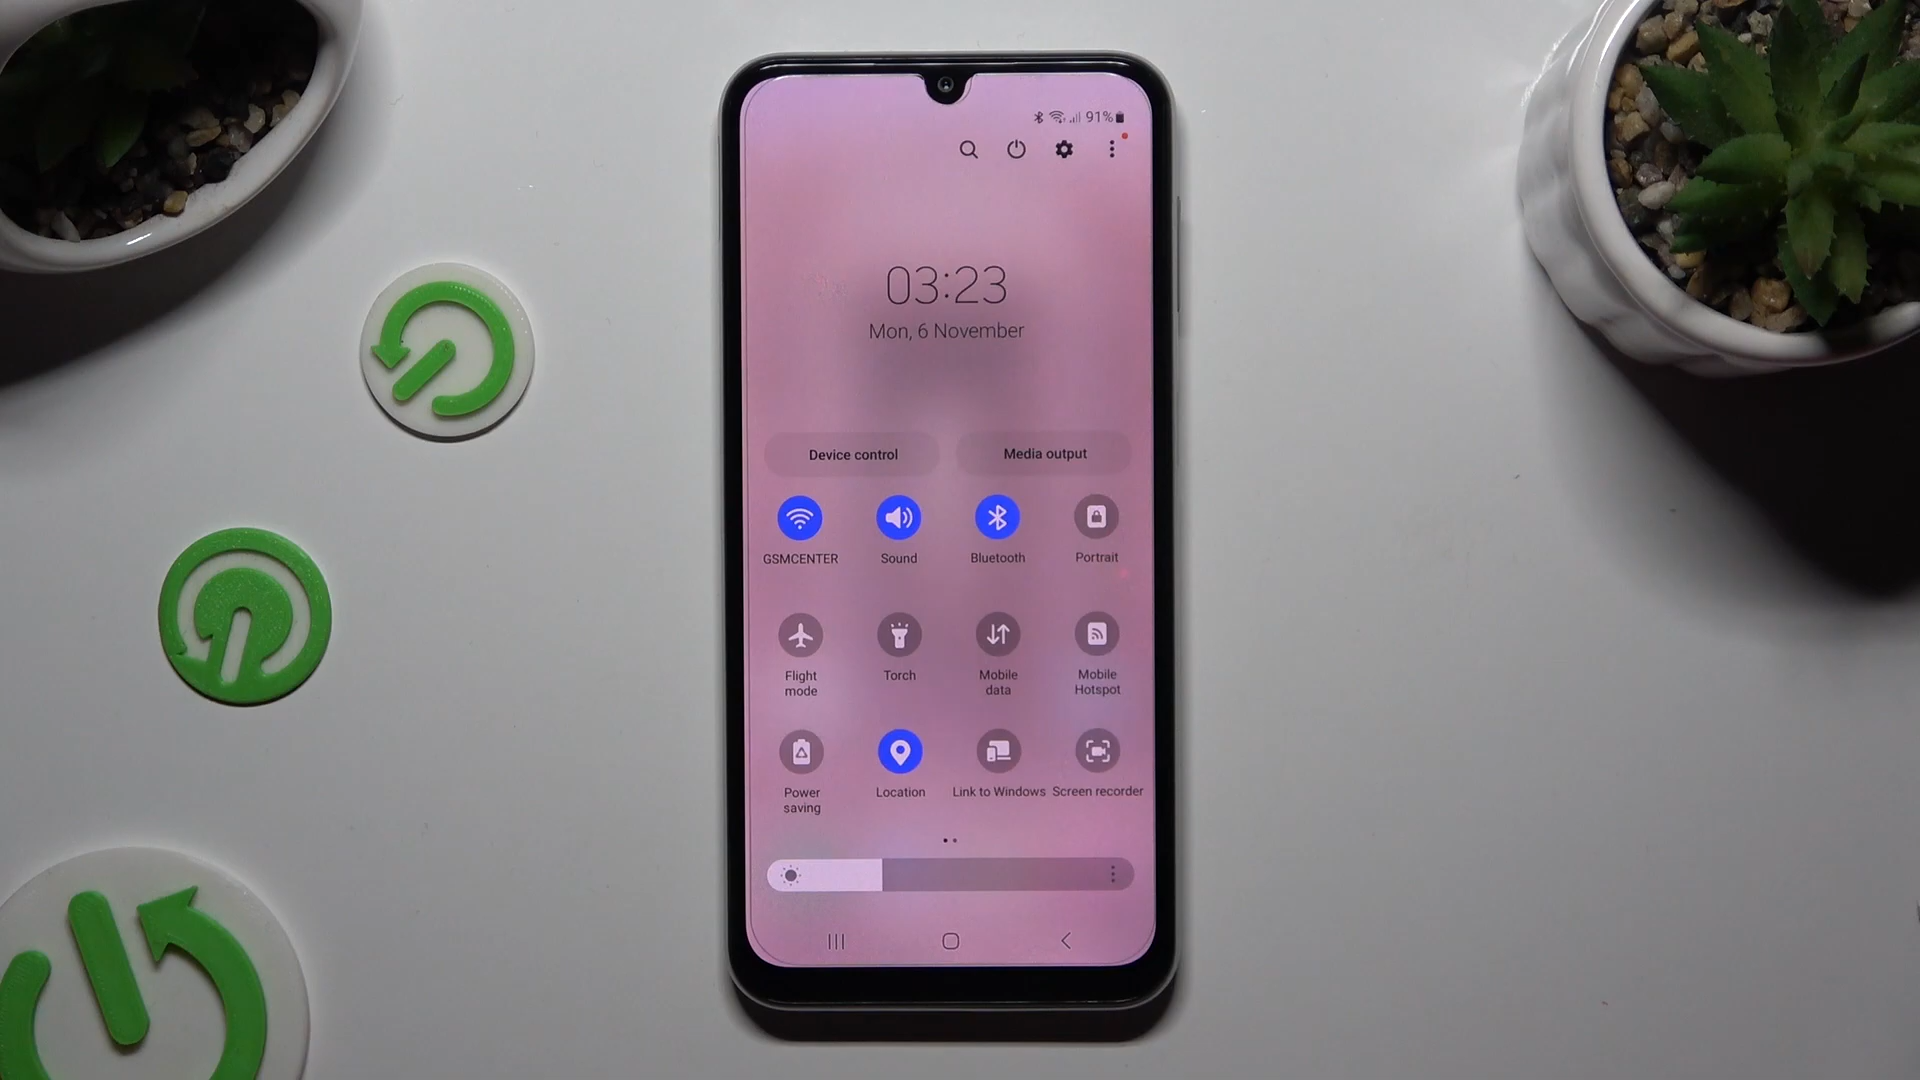 91%
03:23
Mon, 6 November
Device control
Media output
GSMCENTER
Sound
Bluetooth
Portrait
Flight
mode
Torch
Mobile
data
Mobile
Hotspot
Power
saving
Location
Link to Windows
Screen recorder